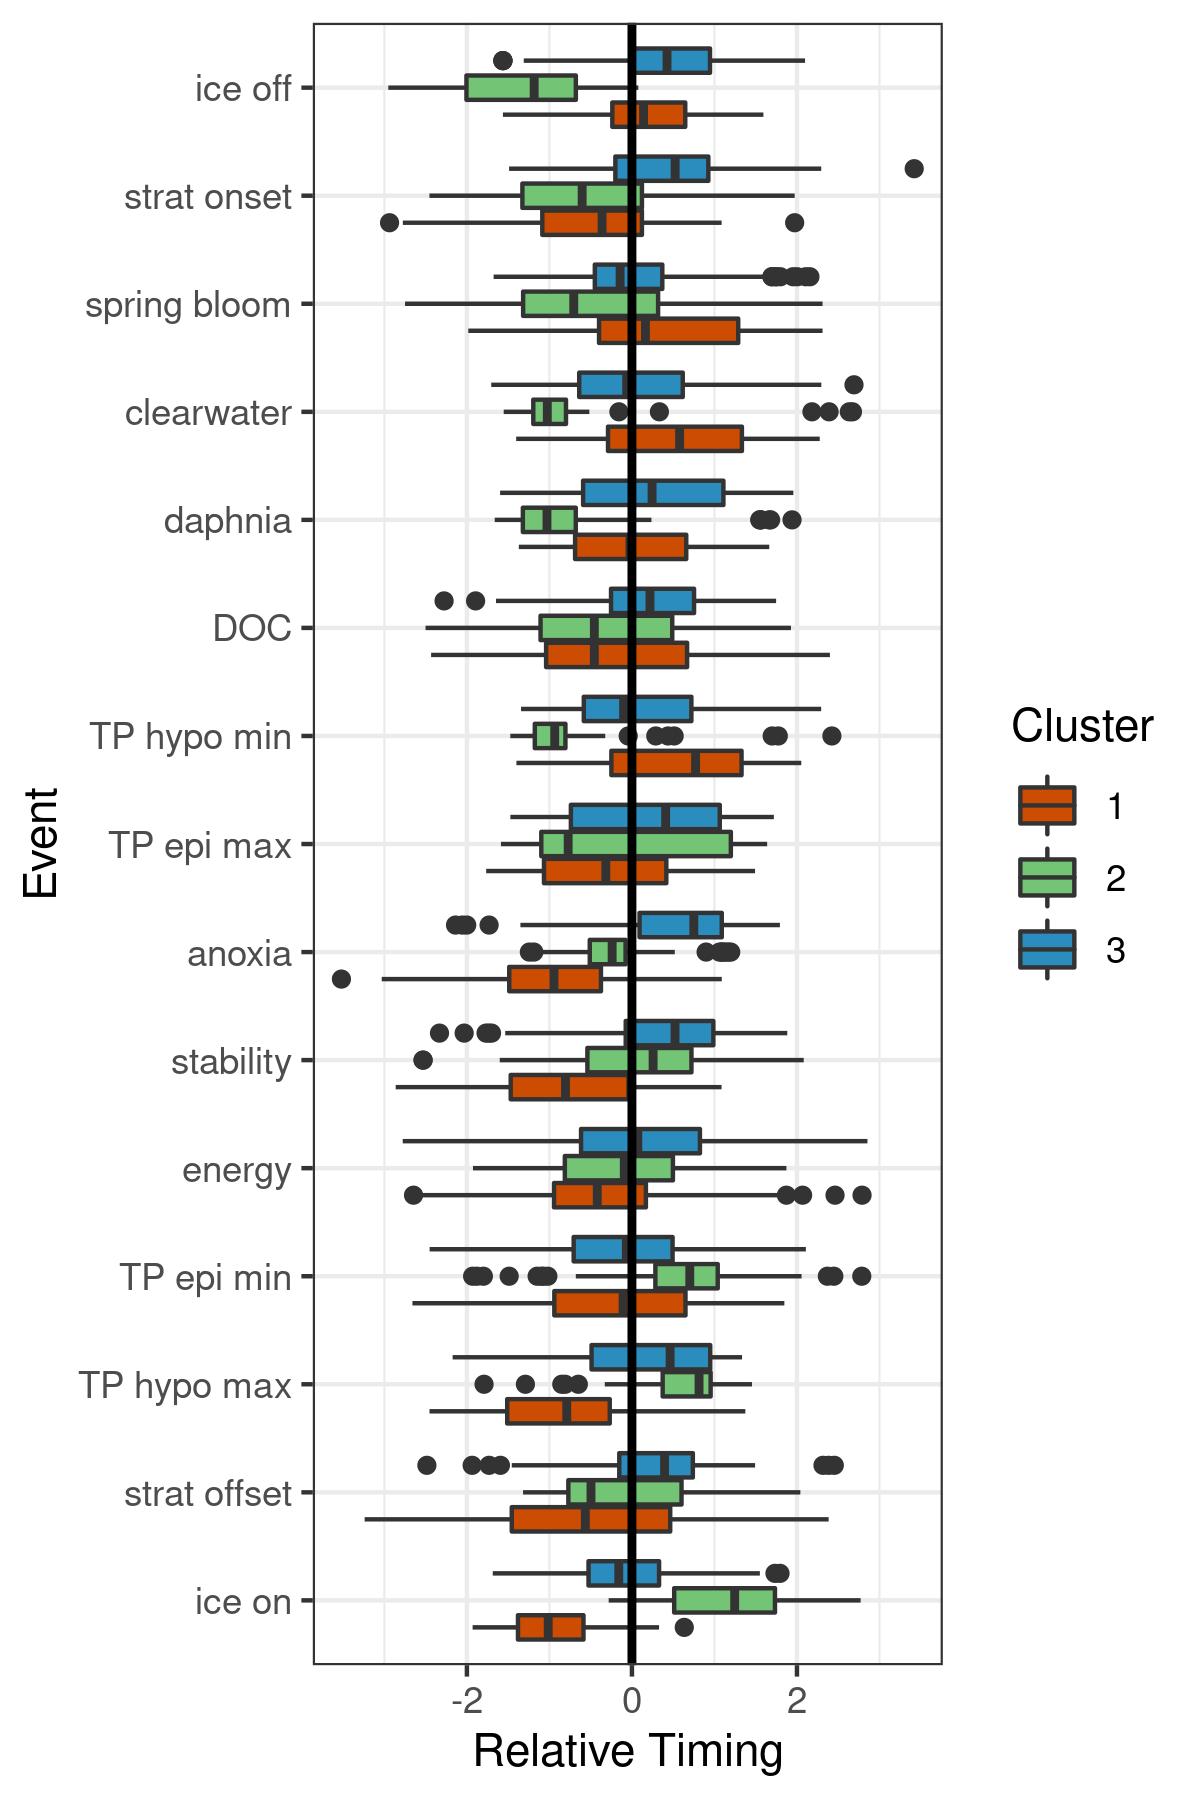 ice off
strat onset
spring bloom
clearwater
daphnia
DOC
TP hypo min
TP epi max
anoxia
stability
energy
TP epi min
TP hypo max
strat offset
ice on
Event
-2 0 2
Relative Timing
Cluster
1
2
3